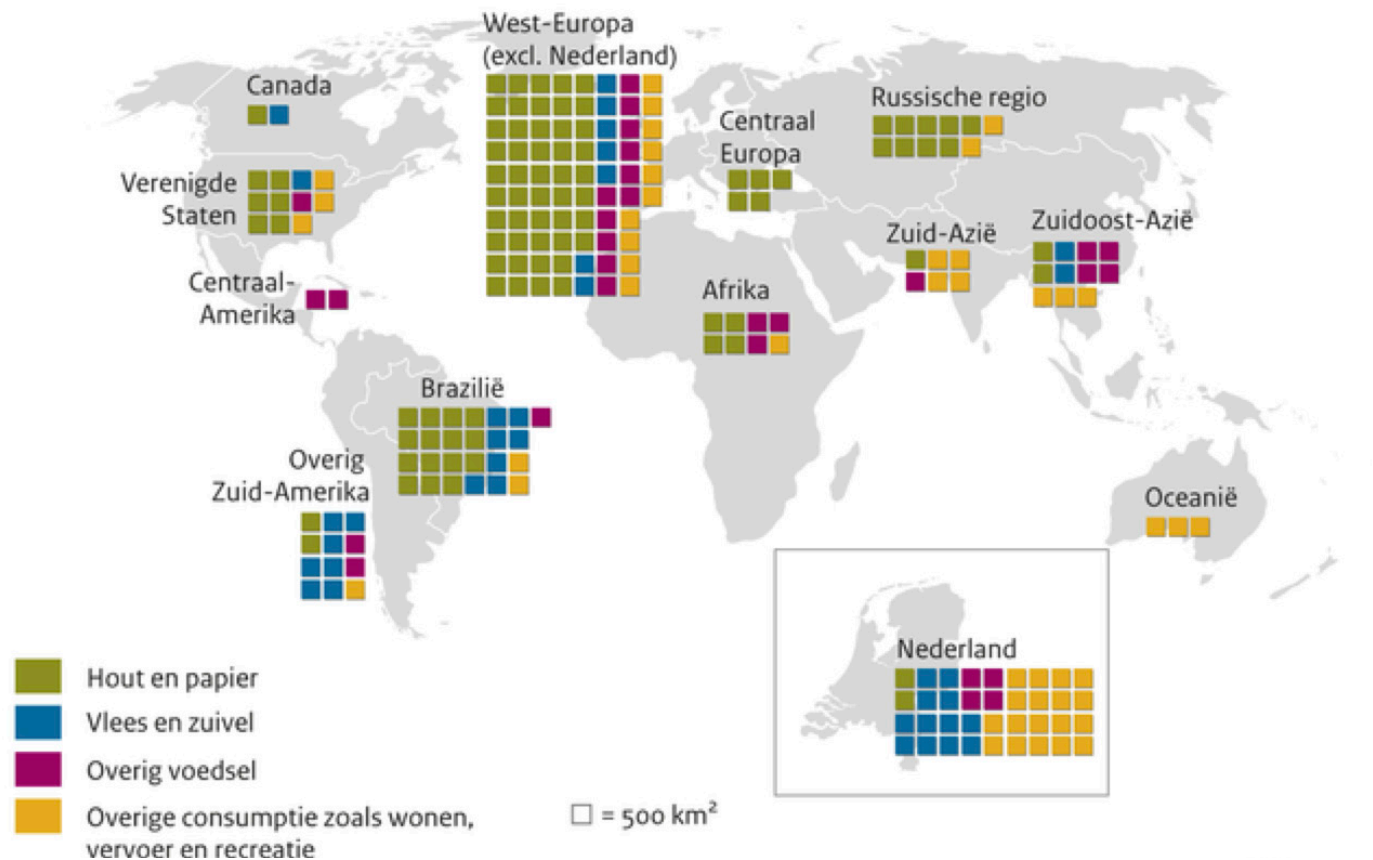 West-Europa
(excl. Nederland)
Canada
Russische regio
Centraal
Europa
Verenigde
Staten
Zuid-Azië
Zuidoost-Azië
Centraal-
Amerika
Afrika
Brazilië
Overig
Zuid-Amerika
Oceanië
Nederland
Hout en papier
Vlees en zuivel
Overig voedsel
Overige consumptie zoals wonen,
vervoer en recreatie
= 500 km²